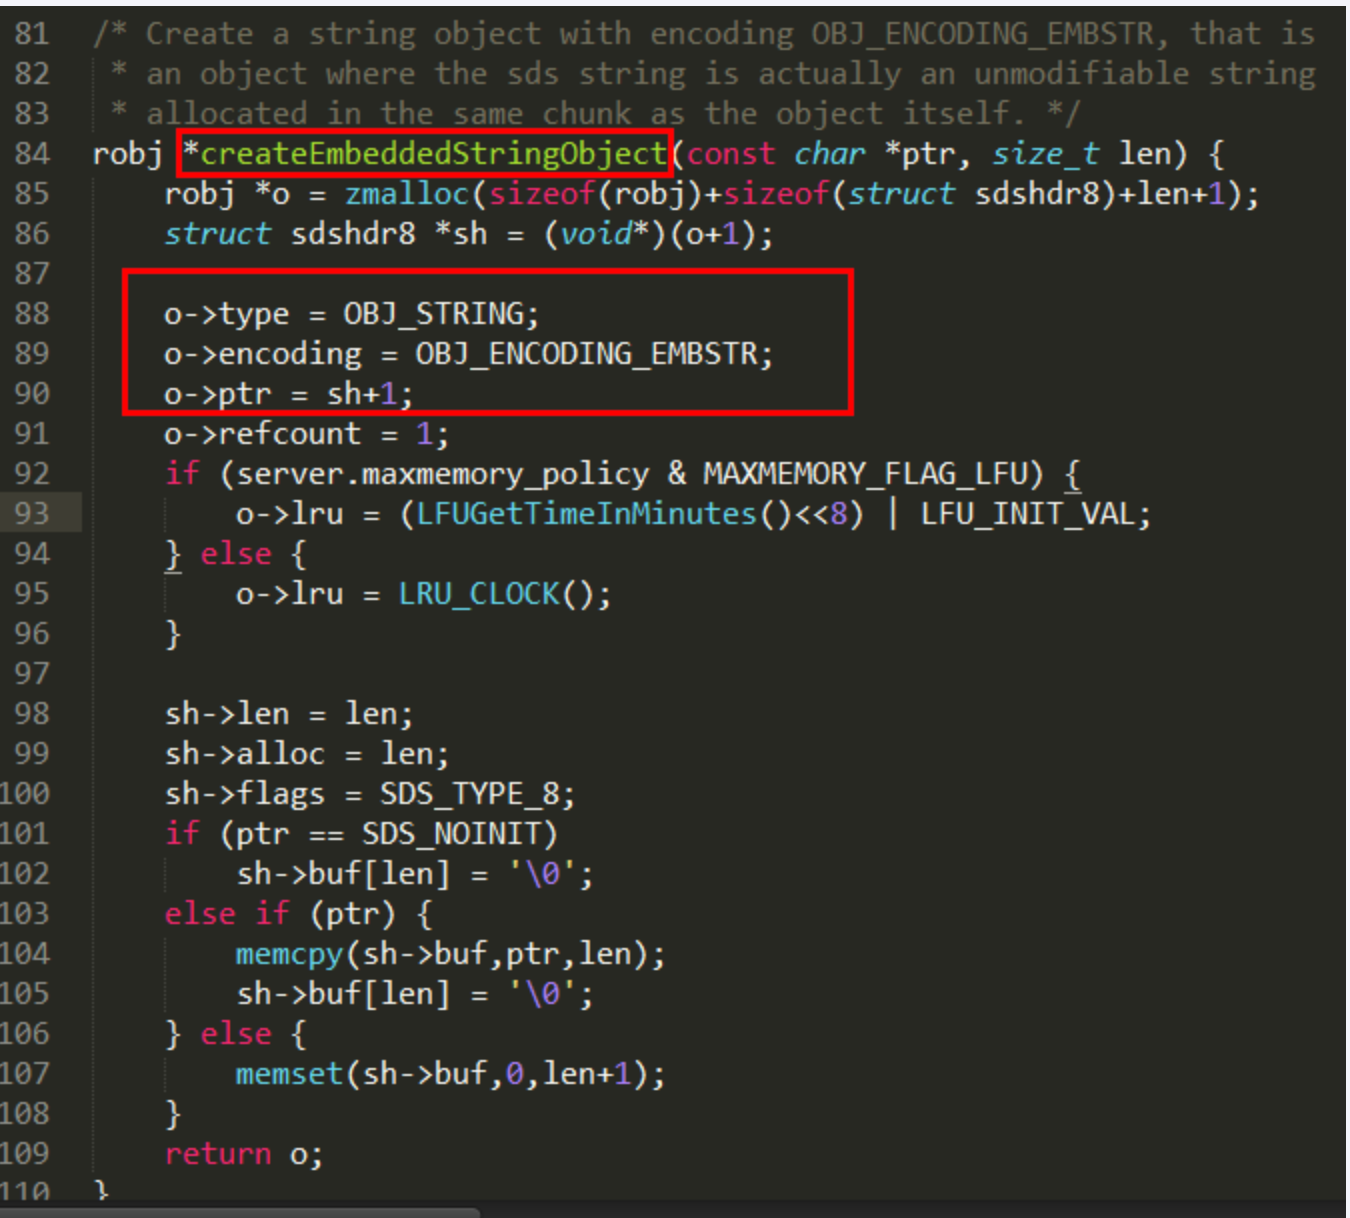 81 /* Create a string object with encoding OBJ_ENCODING_EMBSTR, that is
82 * an object where the sds string is actually an unmodifiable string
83 * allocated in the same chunk as the object itself. */
84 robj *createEmbeddedStringObject(const char *ptr, size_t len) {
85 robj *o = zmalloc(sizeof(robj)+sizeof(struct sdshdr8)+len+1);
86 struct sdshdr8 *sh = (void*)(o+1);
87
88 o->type = OBJ_STRING;
89 o->encoding = OBJ_ENCODING_EMBSTR;
90 o->ptr = sh+1;
91 o->refcount = 1;
92 if (server.maxmemory_policy & MAXMEMORY_FLAG_LFU) {
93 o->lru = (LFUGetTimeInMinutes()<<8) | LFU_INIT_VAL;
94 } else {
95 o->lru = LRU_CLOCK();
96 }
97
98 sh->len = len;
99 sh->alloc = len;
100 sh->flags = SDS_TYPE_8;
101 if (ptr == SDS_NOINIT)
102 sh->buf[len] = '\0';
103 else if (ptr) {
104 memcpy(sh->buf,ptr,len);
105 sh->buf[len] = '\0';
106 } else {
107 memset(sh->buf,0,len+1);
108 }
109 return o;
110 }